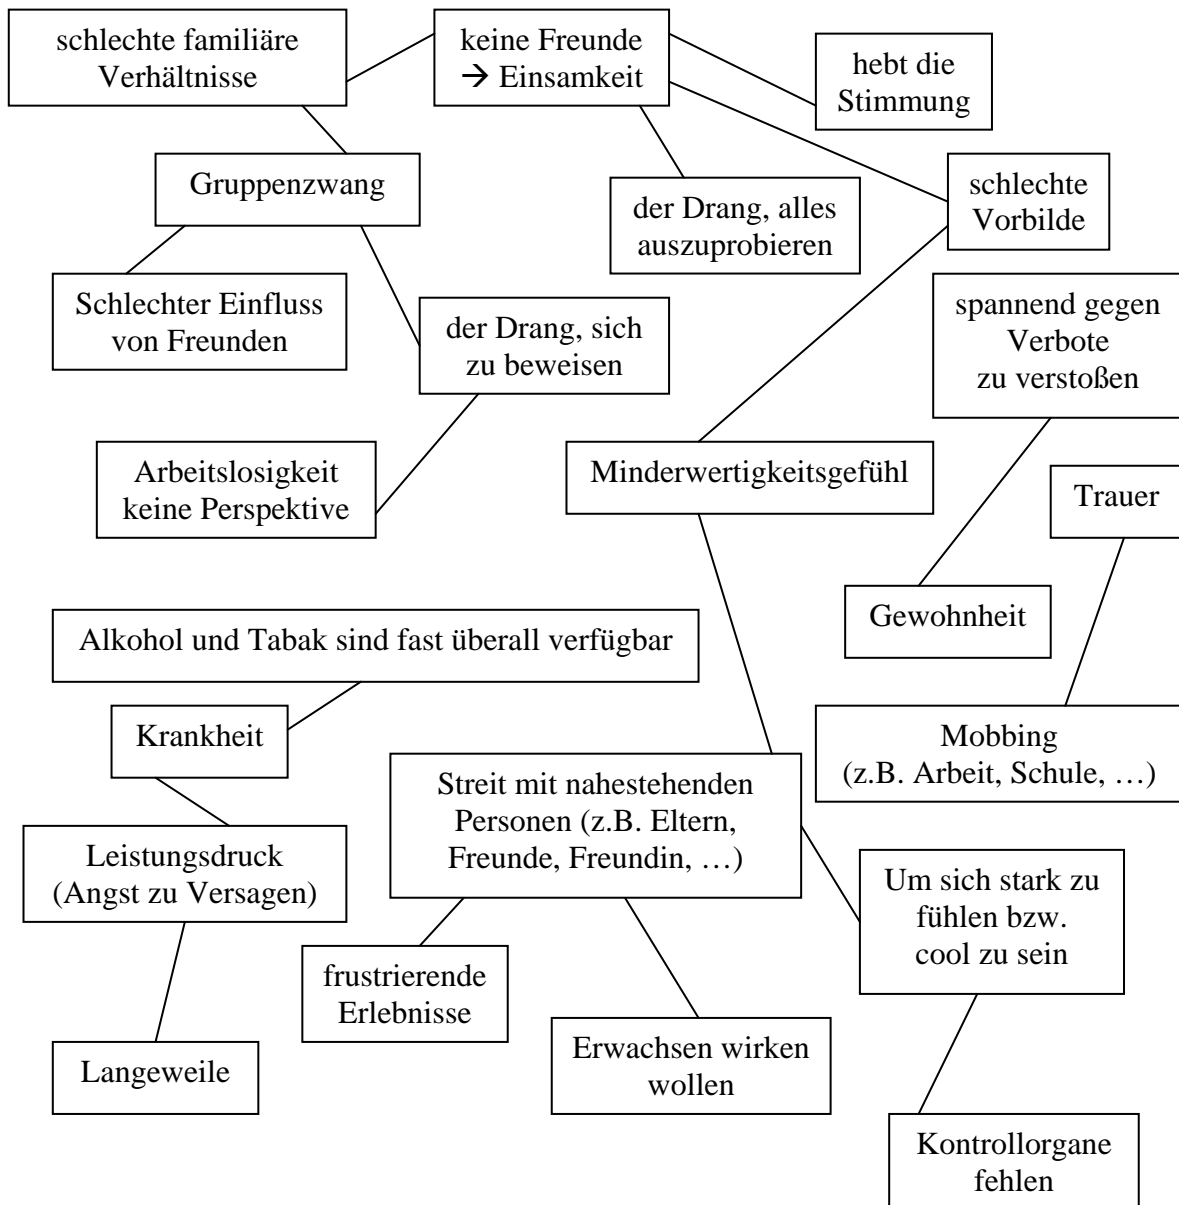 schlechte familiäre
Verhältnisse
keine Freunde
→ Einsamkeit
hebt die
Stimmung
Gruppenzwang
der Drang, alles
auszuprobieren
schlechte
Vorbilde
Schlechter Einfluss
von Freunden
der Drang, sich
zu beweisen
spannend gegen
Verbote
zu verstoßen
Arbeitslosigkeit
keine Perspektive
Minderwertigkeitsgefühl
Trauer
Gewohnheit
Alkohol und Tabak sind fast überall verfügbar
Krankheit
Mobbing
(z.B. Arbeit, Schule, …)
Streit mit nahestehenden
Personen (z.B. Eltern,
Freunde, Freundin, …)
Leistungsdruck
(Angst zu Versagen)
Um sich stark zu
fühlen bzw.
cool zu sein
frustrierende
Erlebnisse
Erwachsen wirken
wollen
Langeweile
Kontrollorgane
fehlen